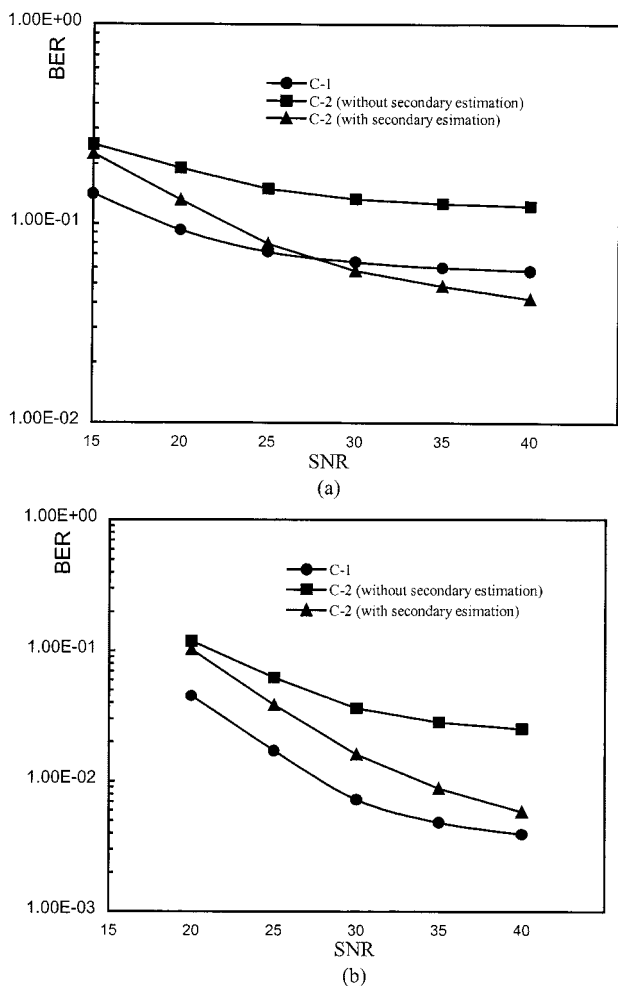 1.00E+00
BER
C-1
C-2 (without secondary estimation)
C-2 (with secondary esimation)
1.00E-01
1.00E-02
15 20 25 30 35 40
SNR
(a)
1.00E+00
BER
C-1
C-2 (without secondary estimation)
C-2 (with secondary esimation)
1.00E-01
1.00E-02
1.00E-03
15 20 25 30 35 40
SNR
(b)